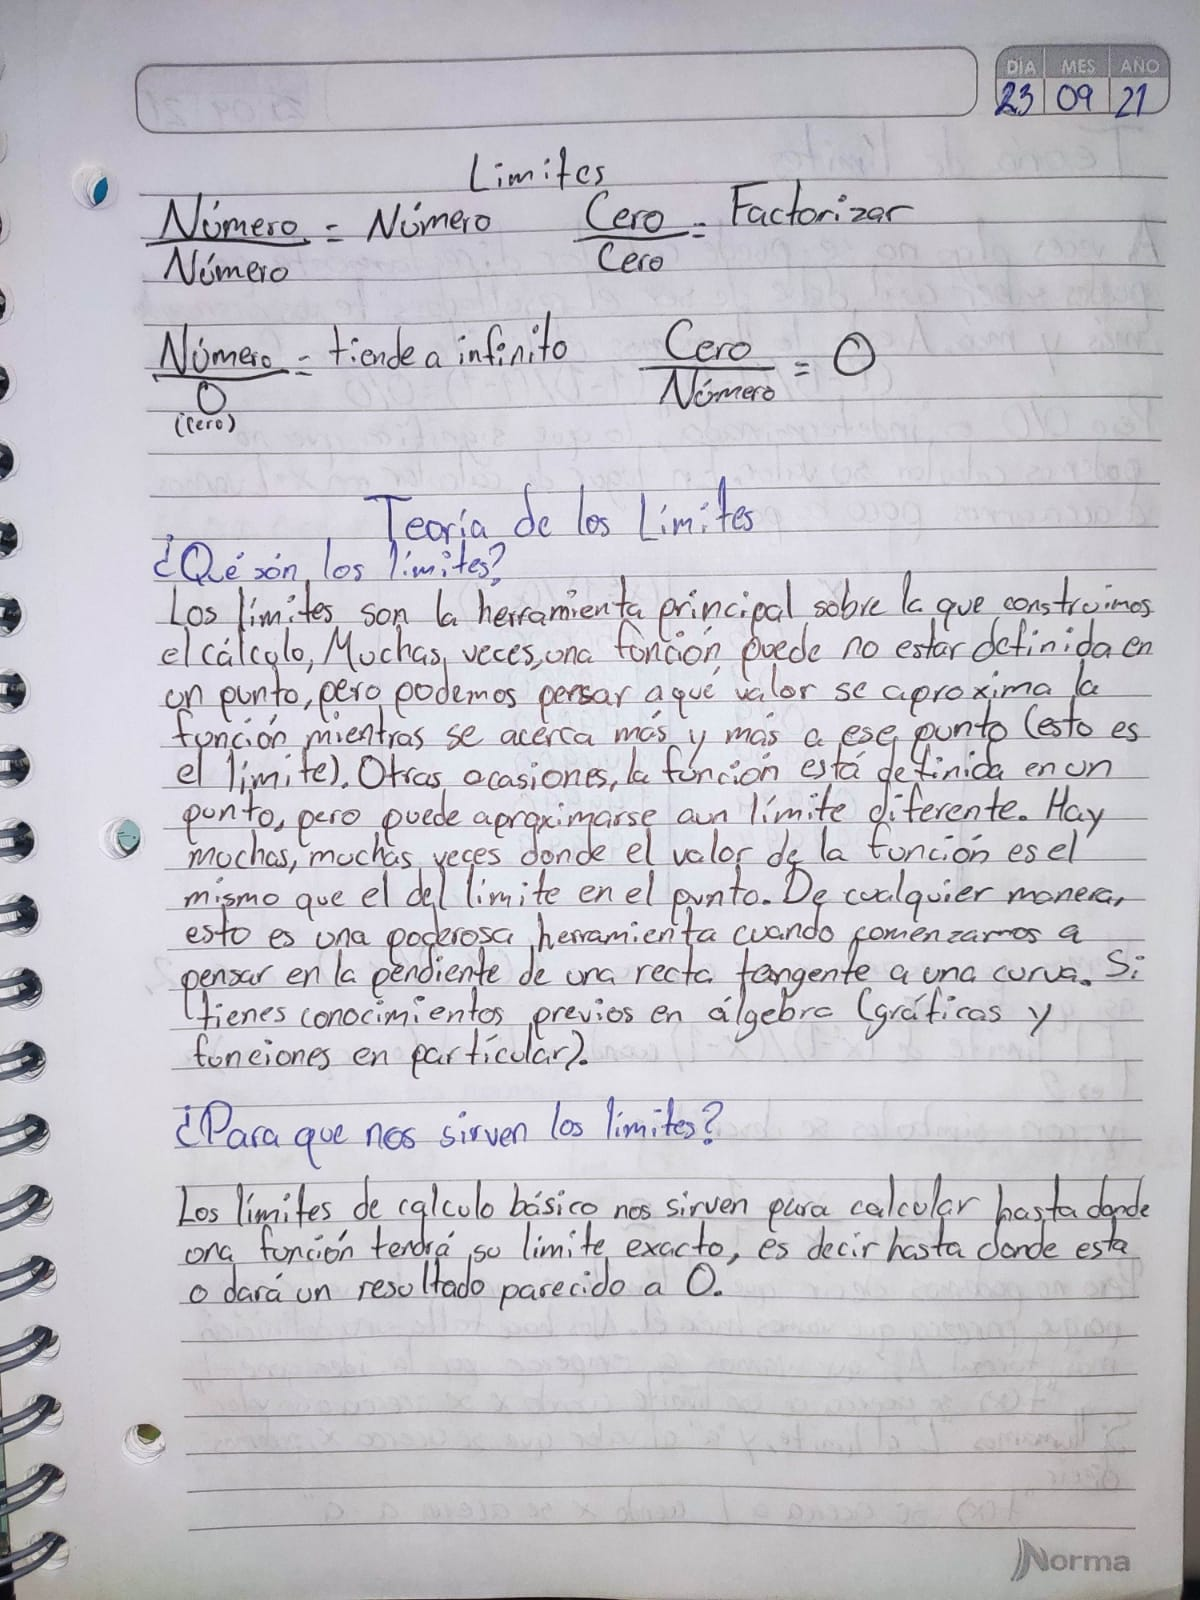 DÍA MES AÑO
23 09 21
Limites
Número = Número Cero = Factorizar
Número Cero
Número = tiende a infinito Cero = 0
0 Número
(Cero)
Teoría de los Límites
¿Qué són los límites?
Los límites son la herramienta principal sobre la que construimos
el cálculo, Muchas veces, una función puede no estar definida en
un punto, pero podemos pensar a qué valor se aproxima la
función mientras se acerca más y más a ese punto (esto es
el límite). Otras ocasiones, la función está definida en un
punto, pero puede aproximarse a un límite diferente. Hay
muchas, muchas veces donde el valor de la función es el
mismo que el del límite en el punto. De cualquier manera,
esto es una poderosa herramienta cuando comenzamos a
pensar en la pendiente de una recta tangente a una curva. Si
tienes conocimientos previos en álgebra (gráficas y
funciones en particular).
¿Para que nos sirven los límites?
Los límites de calculo básico nos sirven para calcular hasta donde
una función tendrá su limite exacto, es decir hasta donde esta
o dará un resultado parecido a 0.
Norma